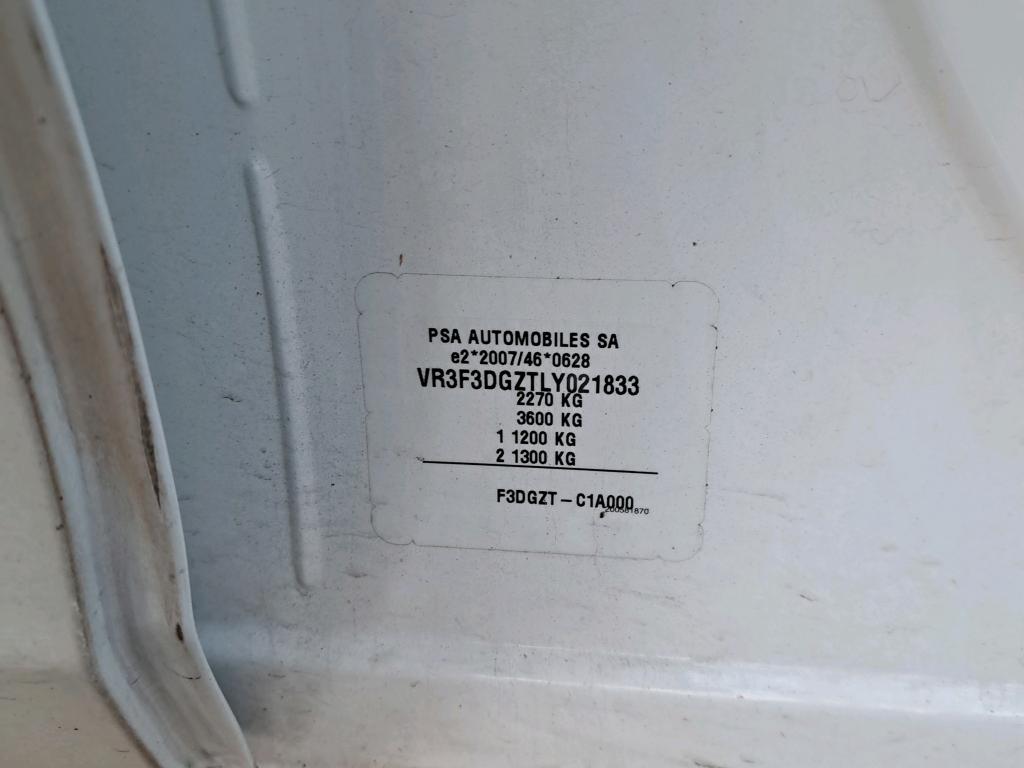 PSA AUTOMOBILES SA
e2*2007/46*0628
VR3F3DGZTLY021833
2270 KG
3600 KG
1 1200 KG
2 1300 KG
F3DGZT – C1A000
200581870